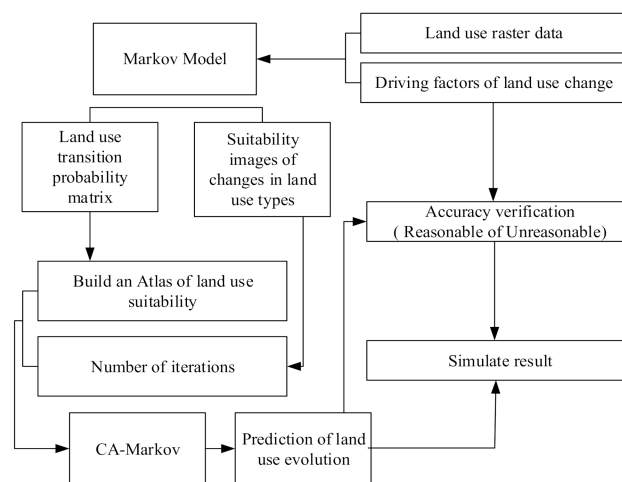 Land use raster data
Markov Model
Driving factors of land use change
Land use
transition
probability
matrix
Suitability
images of
changes in land
use types
Accuracy verification
( Reasonable of Unreasonable)
Build an Atlas of land use
suitability
Number of iterrations
Simulate result
CA-Markov
Prediction of land
use evolution